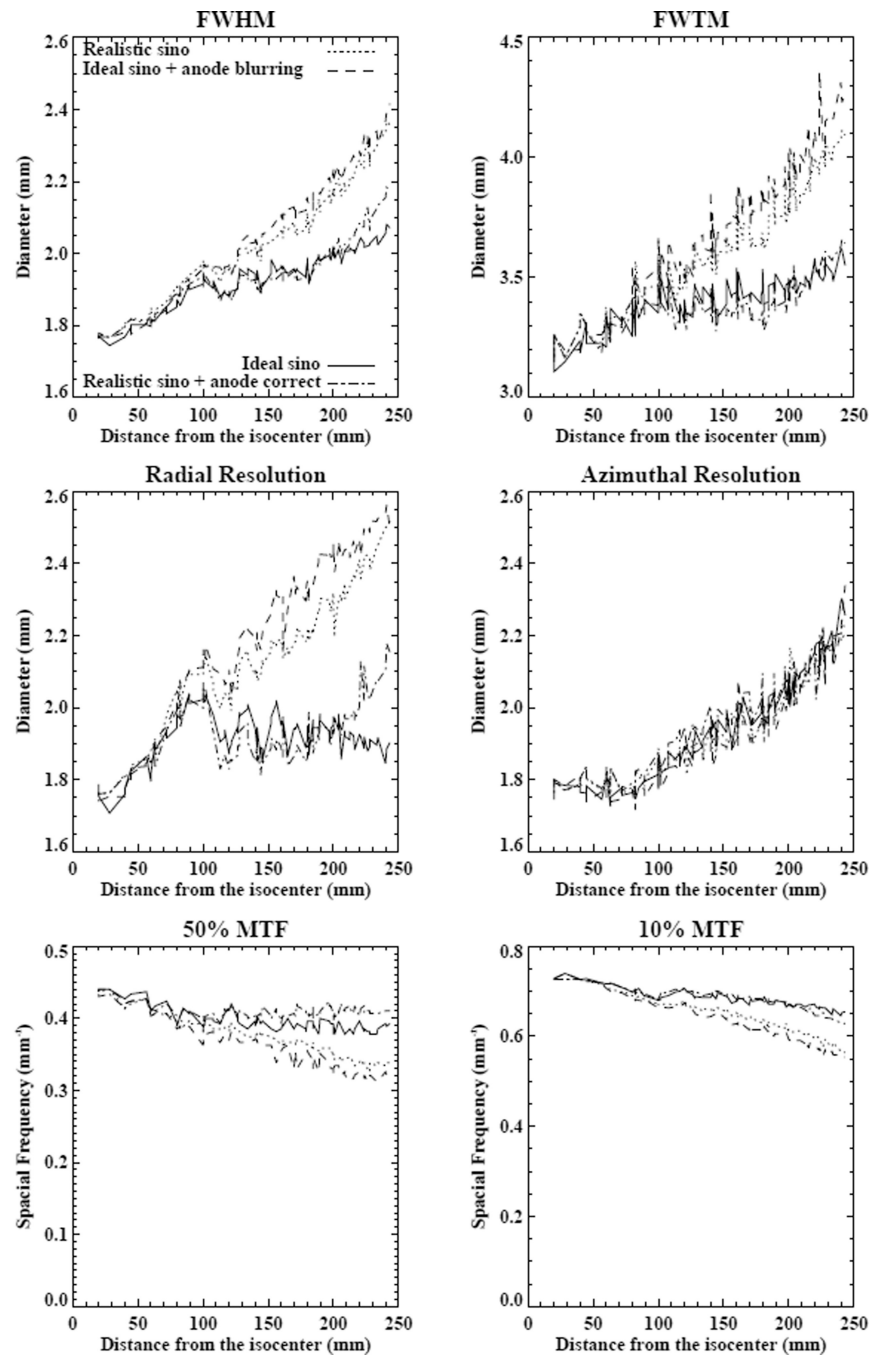 FWHM
2.6
2.4
2.2
2.0
1.8
1.6
Diameter (mm)
Realistic sino
Ideal sino + anode blurring
Ideal sino
Realistic sino + anode correct
0 50 100 150 200 250
Distance from the isocenter (mm)
FWTM
4.5
4.0
3.5
3.0
Diameter (mm)
0 50 100 150 200 250
Distance from the isocenter (mm)
Radial Resolution
2.6
2.4
2.2
2.0
1.8
1.6
Diameter (mm)
0 50 100 150 200 250
Distance from the isocenter (mm)
Azimuthal Resolution
2.6
2.4
2.2
2.0
1.8
1.6
Diameter (mm)
0 50 100 150 200 250
Distance from the isocenter (mm)
50% MTF
0.5
0.4
0.3
0.2
0.1
0.0
Spacial Frequency (mm⁻¹)
0 50 100 150 200 250
Distance from the isocenter (mm)
10% MTF
0.8
0.6
0.4
0.2
0.0
Spacial Frequency (mm⁻¹)
0 50 100 150 200 250
Distance from the isocenter (mm)